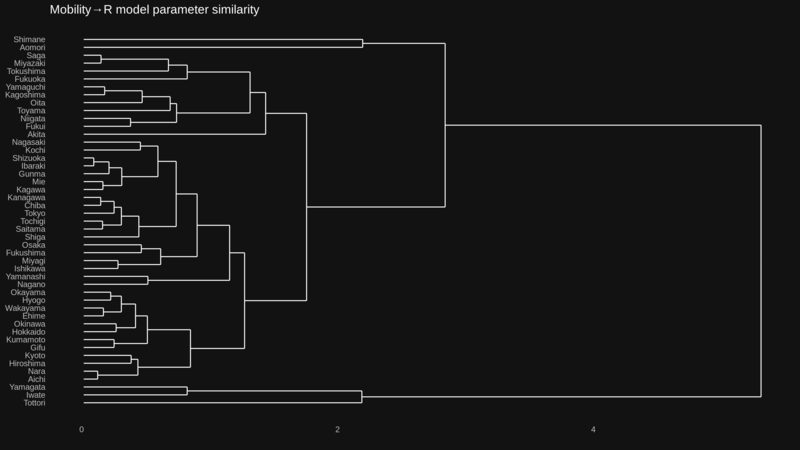 Mobility→R model parameter similarity
Shimane
Aomori
Saga
Miyazaki
Tokushima
Fukuoka
Yamaguchi
Kagoshima
Oita
Toyama
Niigata
Fukui
Akita
Nagasaki
Kochi
Shizuoka
Ibaraki
Gunma
Mie
Kagawa
Kanagawa
Chiba
Tokyo
Tochigi
Saitama
Shiga
Osaka
Fukushima
Miyagi
Ishikawa
Yamanashi
Nagano
Okayama
Hyogo
Wakayama
Ehime
Okinawa
Hokkaido
Kumamoto
Gifu
Kyoto
Hiroshima
Nara
Aichi
Yamagata
Iwate
Tottori
0 2 4